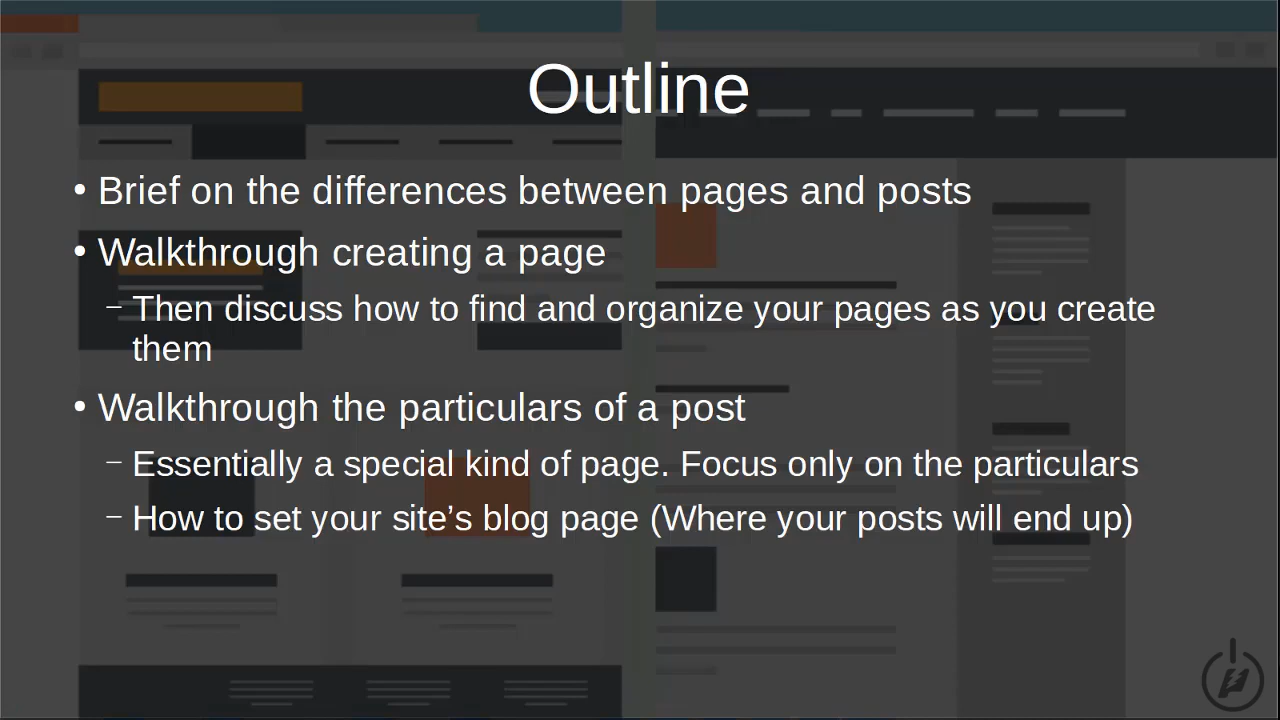 Outline
• Brief on the differences between pages and posts
• Walkthrough creating a page
– Then discuss how to find and organize your pages as you create
them
• Walkthrough the particulars of a post
– Essentially a special kind of page. Focus only on the particulars
– How to set your site’s blog page (Where your posts will end up)